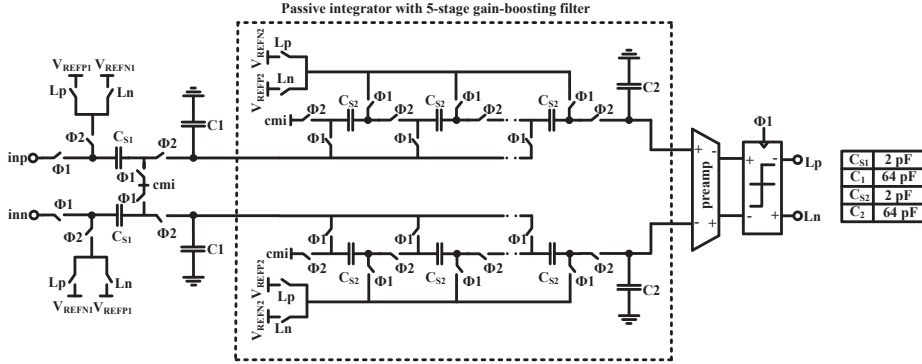 Passive integrator with 5-stage gain-boosting filter
VREFN2
Lp
VREFP2
Ln
VREFP1 VREFN1
Lp Ln
Φ2 CS1 Φ2
C1
inp
Φ1
Φ1
cmi
Φ1
inn Φ1
Φ2 CS1 Φ2
C1
Lp Ln
VREFN1 VREFP1
CS2 Φ1 CS2 Φ1 Φ1
cmi Φ2 Φ2 Φ2 Φ2
C2
Φ1 Φ1 Φ1
Φ1 Φ1 Φ1
cmi
Φ2 Φ2 Φ2 Φ2
CS2 Φ1 CS2 Φ1 Φ1
C2
VREFP2
Lp
VREFN2
Ln
+ -
preamp
- +
Φ1
+ -
- +
Lp
Ln
CS1 2 pF
C1 64 pF
CS2 2 pF
C2 64 pF